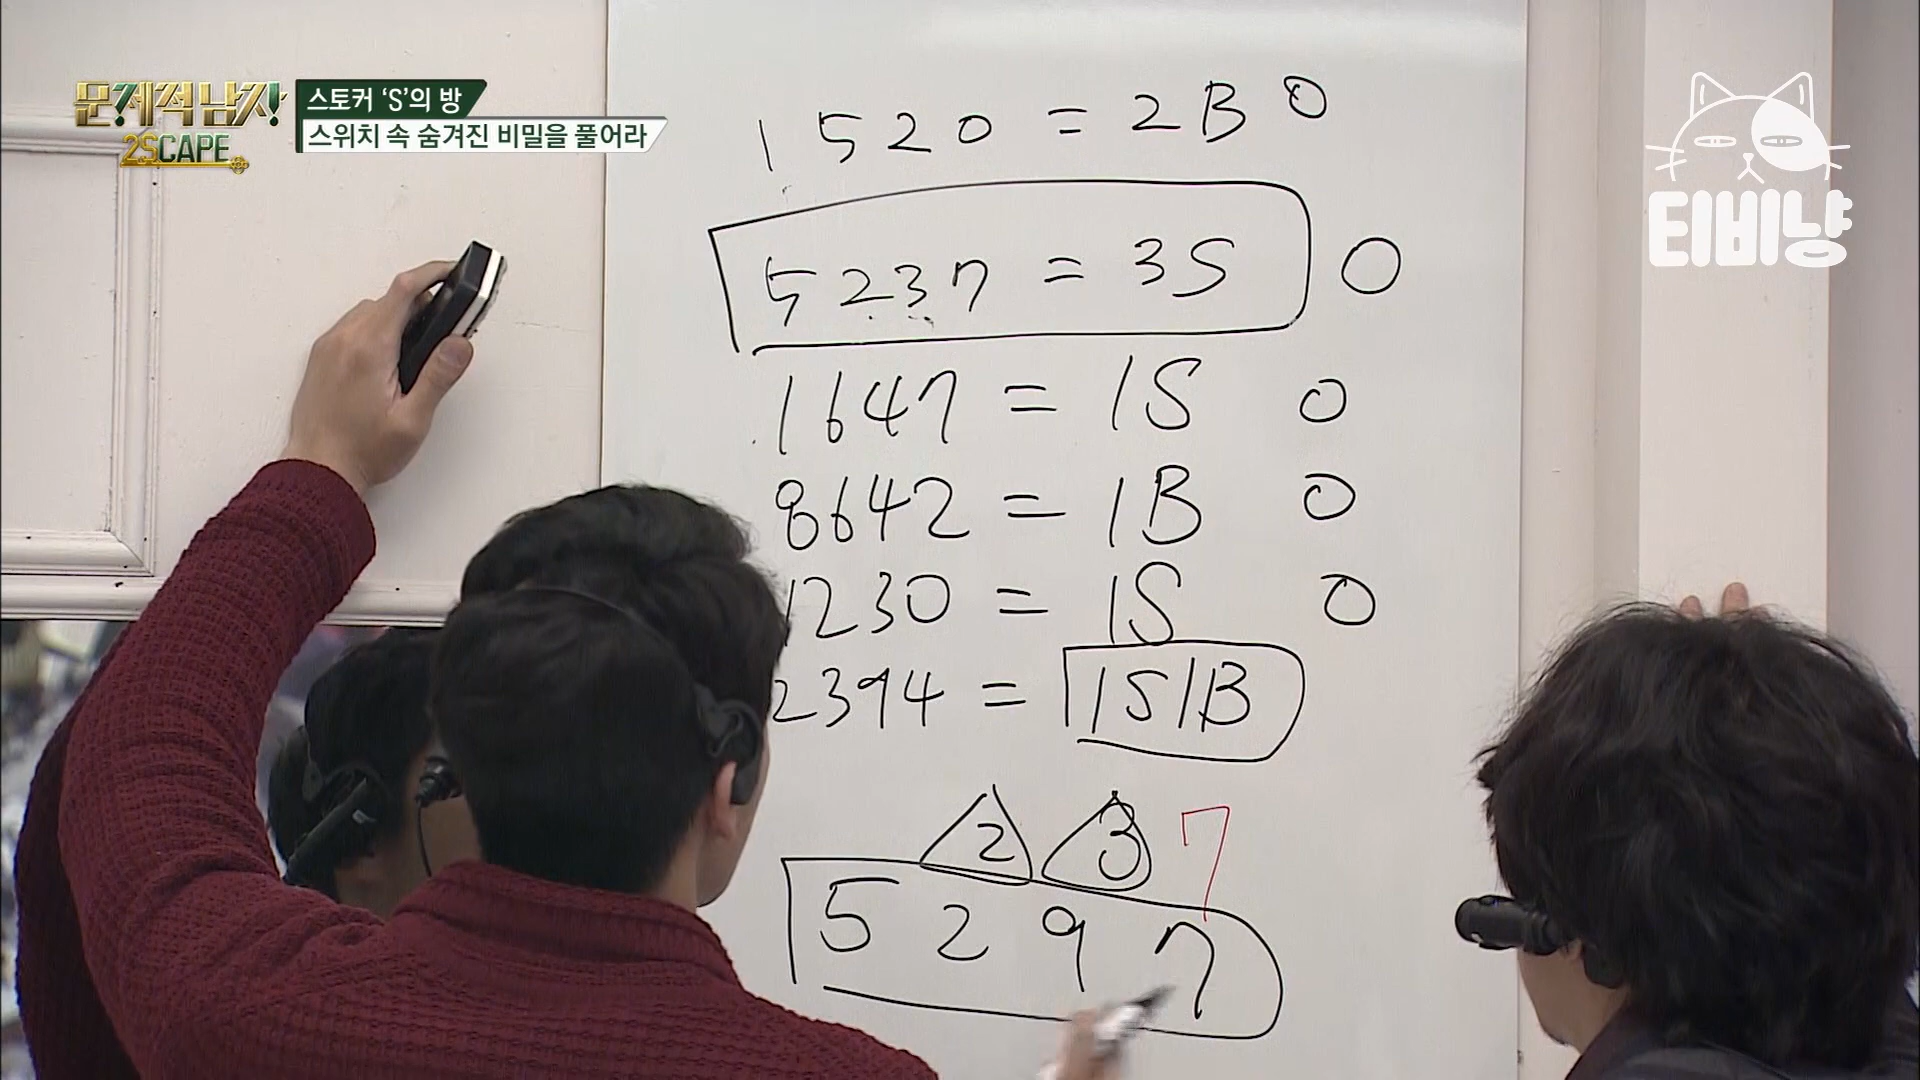 문제적 남자
2SCAPE
스토커 'S'의 방
스위치 속 숨겨진 비밀을 풀어라
티비냥
1520 = 2B 0
5237 = 3S 0
1647 = 1S 0
8642 = 1B 0
1230 = 1S 0
2394 = 1S1B
2 3 7
5297